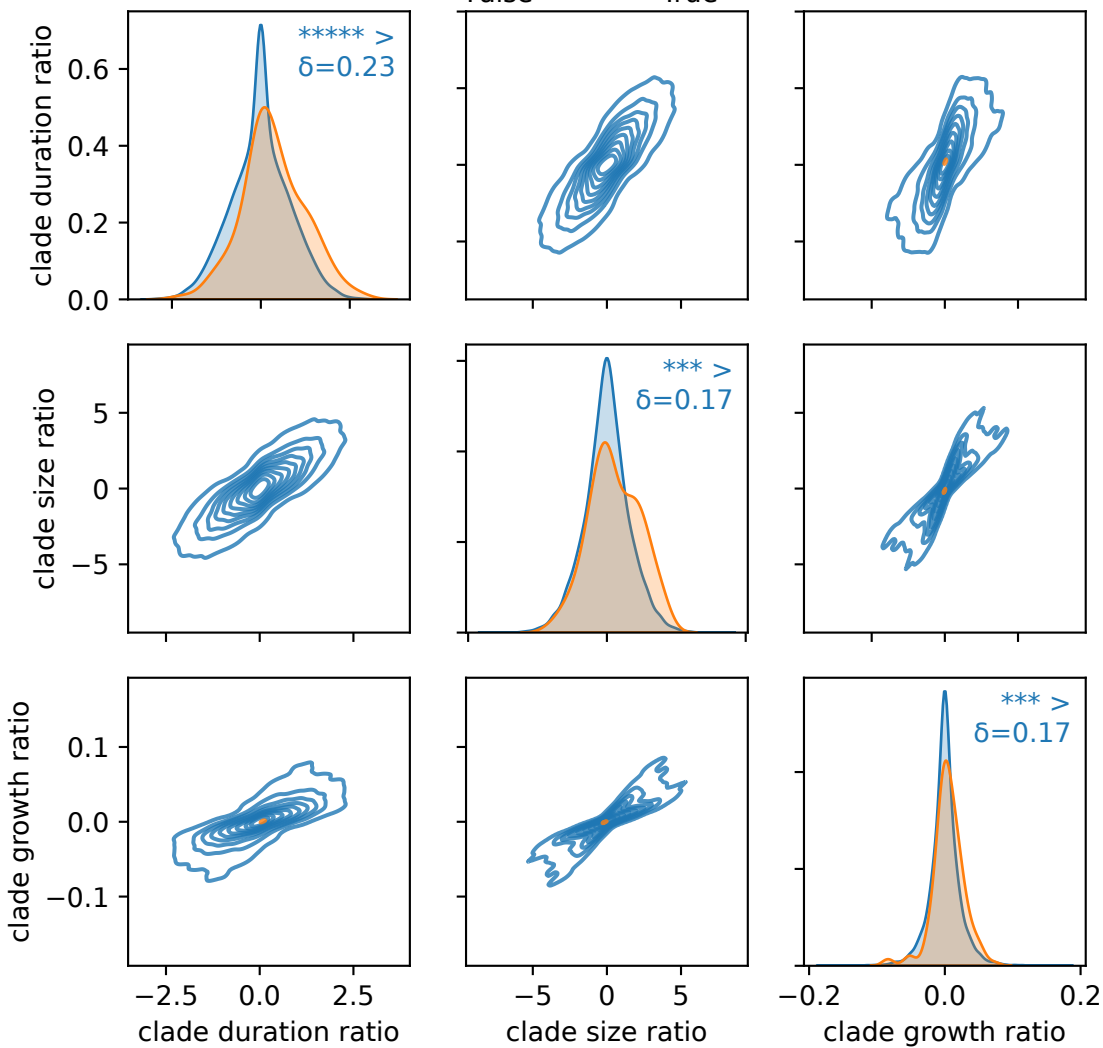 True
***** >
δ=0.23
clade duration ratio
0.6
0.4
0.2
0.0
*** >
δ=0.17
clade size ratio
5
0
−5
*** >
δ=0.17
clade growth ratio
0.1
0.0
−0.1
−2.5 0.0 2.5
−5 0 5
−0.2 0.0 0.2
clade duration ratio
clade size ratio
clade growth ratio